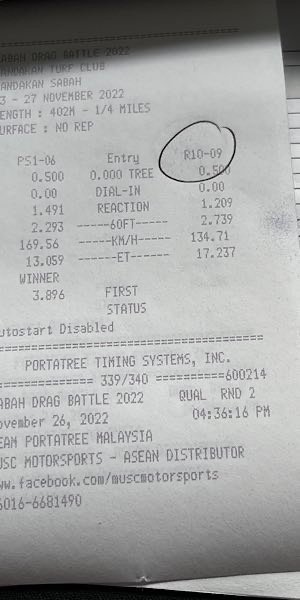 ABAH DRAG BATTLE 2022
ANDAKAN TURF CLUB
ANDAKAN SABAH
3 - 27 NOVEMBER 2022
ENGTH : 402M - 1/4 MILES
URFACE : NO REP
PS1-06 Entry R10-09
0.500 0.000 TREE 0.500
0.00 DIAL-IN 0.00
1.491 REACTION 1.209
2.293 -----60FT----- 2.739
169.56 -----KM/H----- 134.71
13.059 ------ET------ 17.237
WINNER
3.896 FIRST
STATUS
utostart Disabled
PORTATREE TIMING SYSTEMS, INC.
============ 339/340 ==========600214
ABAH DRAG BATTLE 2022 QUAL RND 2
ovember 26, 2022 04:36:16 PM
EAN PORTATREE MALAYSIA
USC MOTORSPORTS - ASEAN DISTRIBUTOR
ww.facebook.com/muscmotorsports
6016-6681490